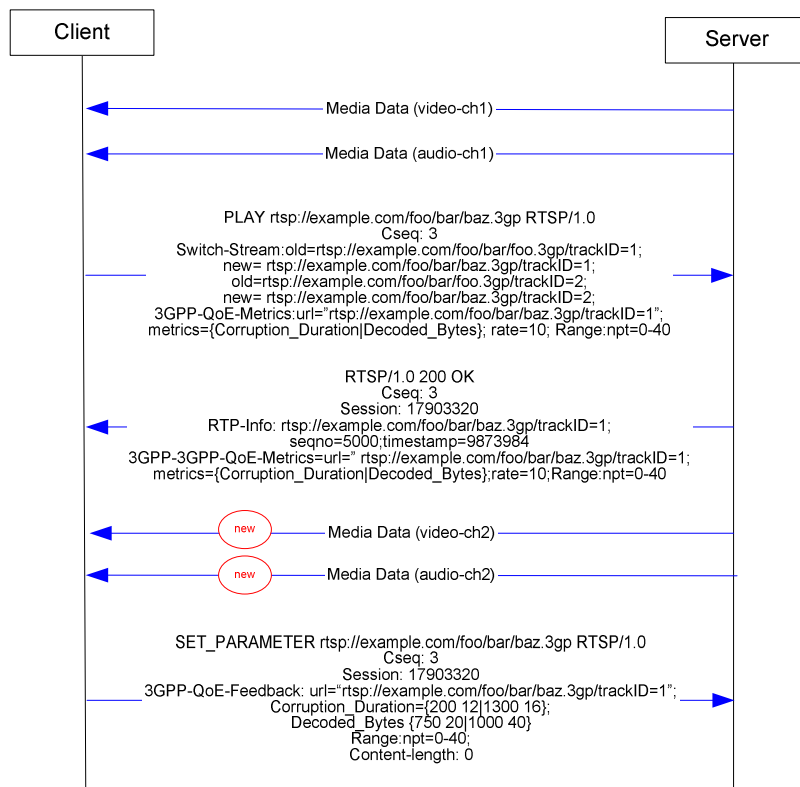 Client
Server
Media Data (video-ch1)
Media Data (audio-ch1)
PLAY rtsp://example.com/foo/bar/baz.3gp RTSP/1.0
Cseq: 3
Switch-Stream:old=rtsp://example.com/foo/bar/foo.3gp/trackID=1;
new= rtsp://example.com/foo/bar/baz.3gp/trackID=1;
old=rtsp://example.com/foo/bar/foo.3gp/trackID=2;
new= rtsp://example.com/foo/bar/baz.3gp/trackID=2;
3GPP-QoE-Metrics:url=”rtsp://example.com/foo/bar/baz.3gp/trackID=1”;
metrics={Corruption_Duration|Decoded_Bytes}; rate=10; Range:npt=0-40
RTSP/1.0 200 OK
Cseq: 3
Session: 17903320
RTP-Info: rtsp://example.com/foo/bar/baz.3gp/trackID=1;
seqno=5000;timestamp=9873984
3GPP-3GPP-QoE-Metrics=url=” rtsp://example.com/foo/bar/baz.3gp/trackID=1;
metrics={Corruption_Duration|Decoded_Bytes};rate=10;Range:npt=0-40
new
Media Data (video-ch2)
new
Media Data (audio-ch2)
SET_PARAMETER rtsp://example.com/foo/bar/baz.3gp RTSP/1.0
Cseq: 3
Session: 17903320
3GPP-QoE-Feedback: url=“rtsp://example.com/foo/bar/baz.3gp/trackID=1”;
Corruption_Duration={200 12|1300 16};
Decoded_Bytes {750 20|1000 40}
Range:npt=0-40;
Content-length: 0